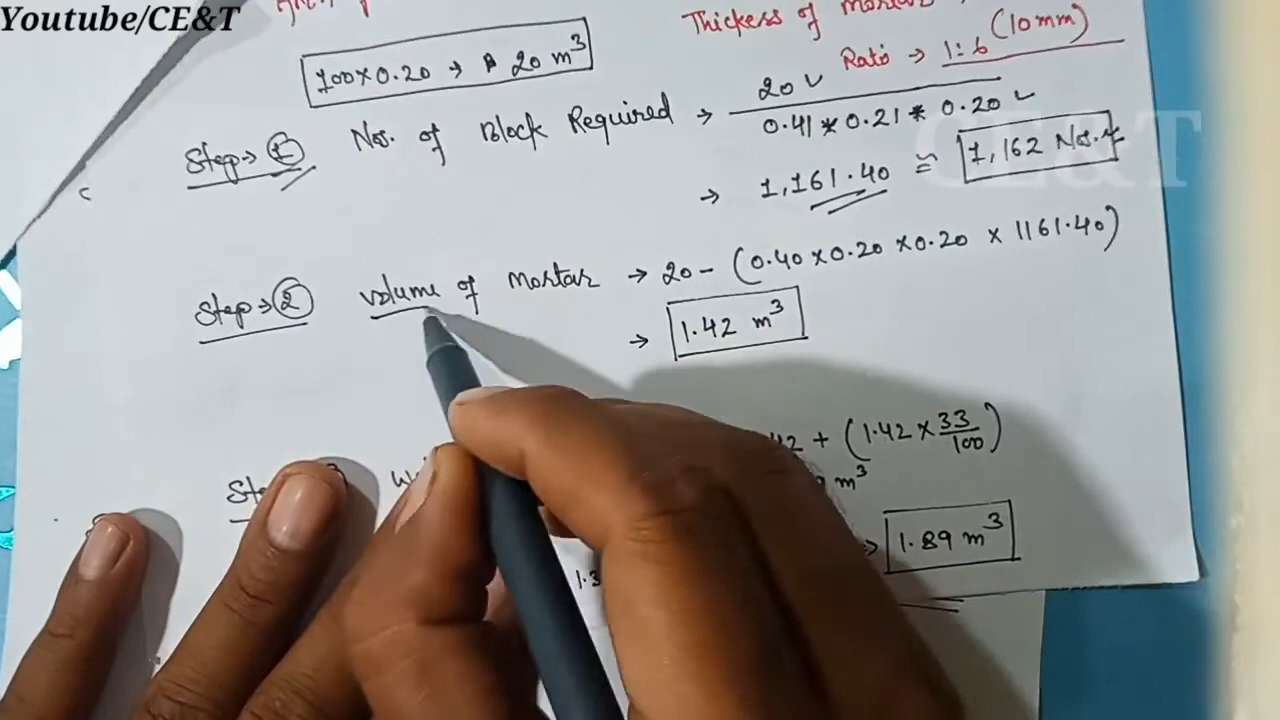 Youtube/CE&T
Thickess of mortar
(10mm)
Ratio → 1:6
100×0.20 → 20 m³
Step→ ① Nos. of Block Required → 20 / 0.41 * 0.21 * 0.20
→ 1,161.40 ≅ 1,162 Nos.
CE&T
Step→ ② volume of mortar → 20 - (0.40 ×0.20 ×0.20 × 1161.40)
→ 1.42 m³
+ (1.42 × 33/100)
m³
→ 1.89 m³